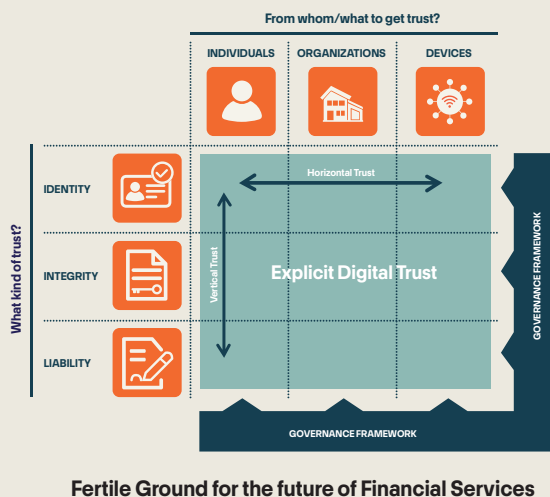 From whom/what to get trust?
INDIVIDUALS
ORGANIZATIONS
DEVICES
What kind of trust?
IDENTITY
INTEGRITY
LIABILITY
Horizontal Trust
Vertical Trust
Explicit Digital Trust
GOVERNANCE FRAMEWORK
GOVERNANCE FRAMEWORK
Fertile Ground for the future of Financial Services